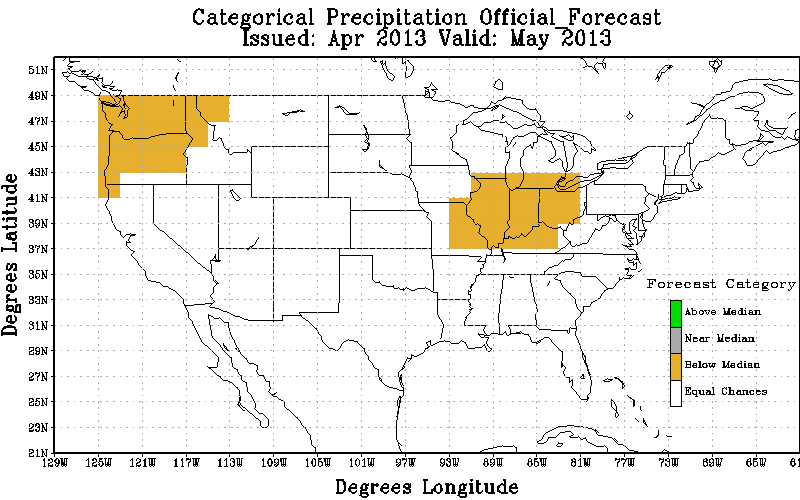 Categorical Precipitation Official_Forecast
Issued: Apr 2013 Valid: May 2013
51N
49N
47N
45N
43N
41N
39N
37N
35N
33N
31N
29N
27N
25N
23N
21N
Degrees Latitude
Forecast Category
Above Median
Near Median
Below Median
Equal Chances
129W 125W 121W 117W 113W 109W 105W 101W 97W 93W 89W 85W 81W 77W 73W 69W 65W 61
Degrees Longitude